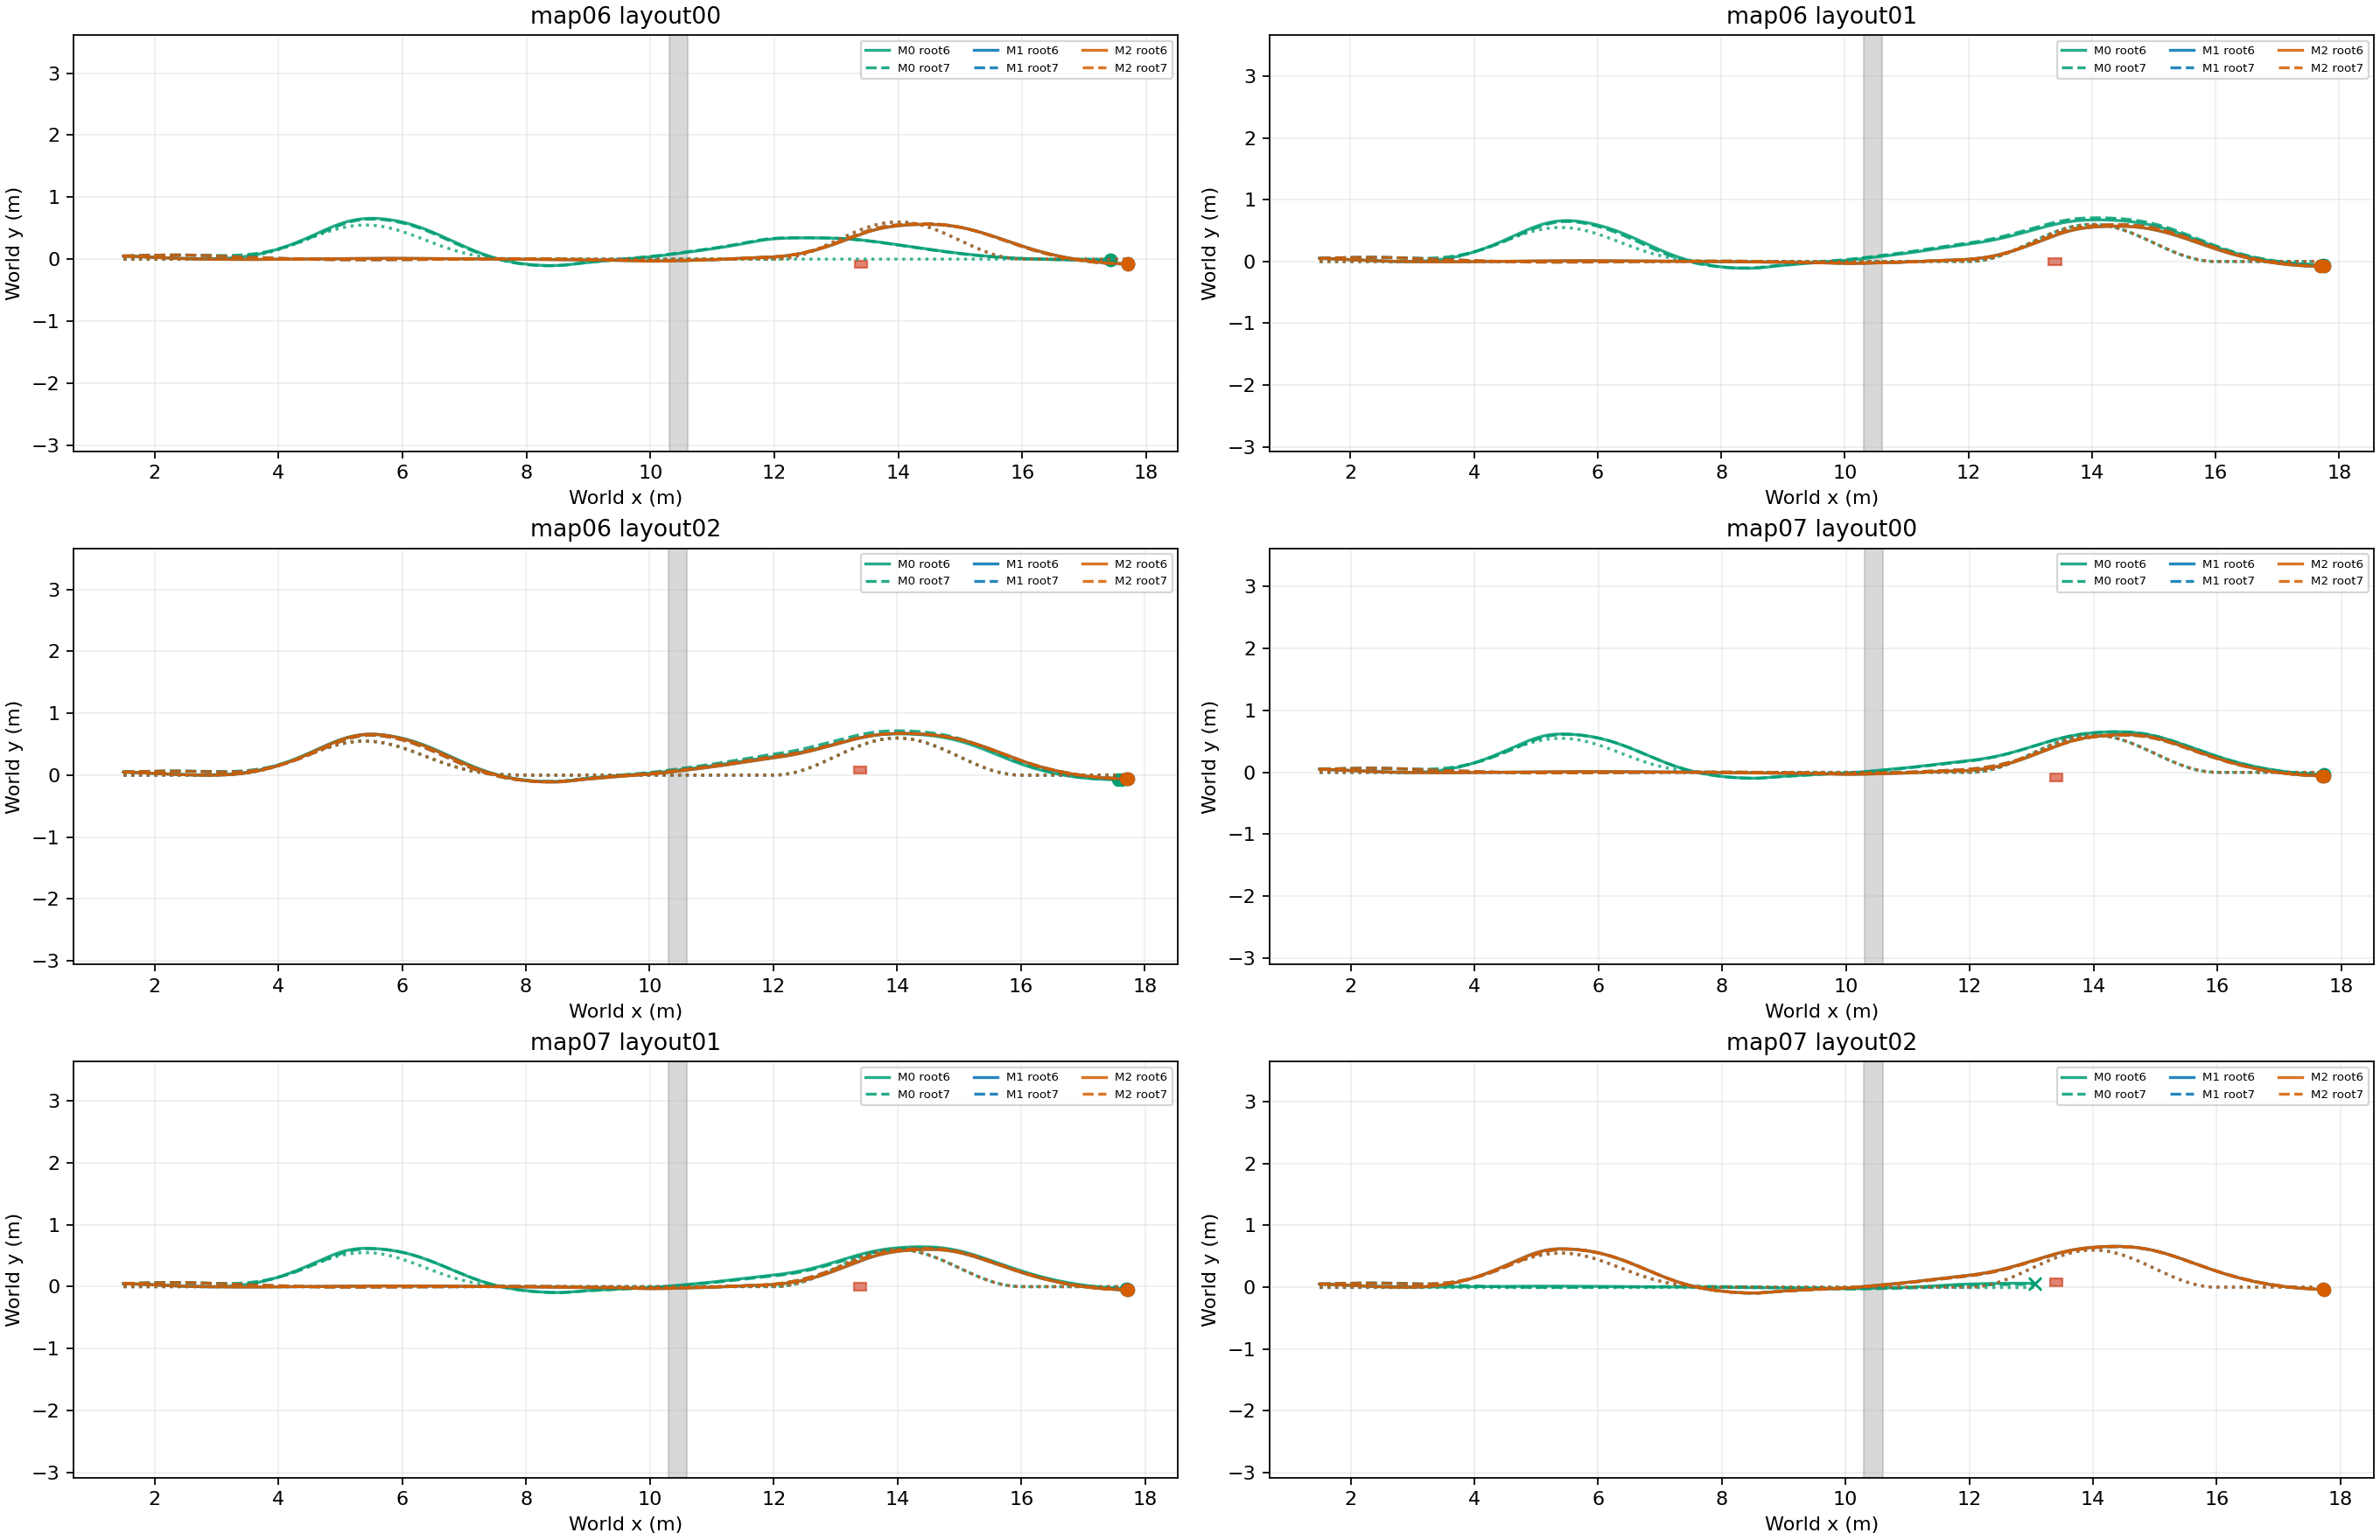 map06 layout00
M0 root6 M1 root6 M2 root6
M0 root7 M1 root7 M2 root7
3
2
1
0
−1
−2
−3
World y (m)
2 4 6 8 10 12 14 16 18
World x (m)
map06 layout01
M0 root6 M1 root6 M2 root6
M0 root7 M1 root7 M2 root7
3
2
1
0
−1
−2
−3
World y (m)
2 4 6 8 10 12 14 16 18
World x (m)
map06 layout02
M0 root6 M1 root6 M2 root6
M0 root7 M1 root7 M2 root7
3
2
1
0
−1
−2
−3
World y (m)
2 4 6 8 10 12 14 16 18
World x (m)
map07 layout00
M0 root6 M1 root6 M2 root6
M0 root7 M1 root7 M2 root7
3
2
1
0
−1
−2
−3
World y (m)
2 4 6 8 10 12 14 16 18
World x (m)
map07 layout01
M0 root6 M1 root6 M2 root6
M0 root7 M1 root7 M2 root7
3
2
1
0
−1
−2
−3
World y (m)
2 4 6 8 10 12 14 16 18
World x (m)
map07 layout02
M0 root6 M1 root6 M2 root6
M0 root7 M1 root7 M2 root7
3
2
1
0
−1
−2
−3
World y (m)
2 4 6 8 10 12 14 16 18
World x (m)